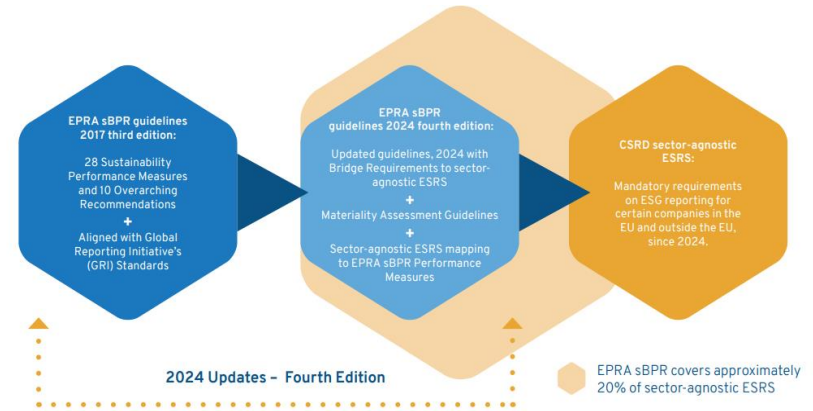 EPRA sBPR guidelines
2017 third edition:
28 Sustainability
Performance Measures
and 10 Overarching
Recommendations
+
Aligned with Global
Reporting Initiative's
(GRI) Standards
EPRA sBPR
guidelines 2024 fourth edition:
Updated guidelines, 2024 with
Bridge Requirements to sector-
agnostic ESRS
+
Materiality Assessment Guidelines
+
Sector-agnostic ESRS mapping
to EPRA sBPR Performance
Measures
CSRD sector-agnostic
ESRS:
Mandatory requirements
on ESG reporting for
certain companies in the
EU and outside the EU,
since 2024.
2024 Updates – Fourth Edition
EPRA sBPR covers approximately
20% of sector-agnostic ESRS